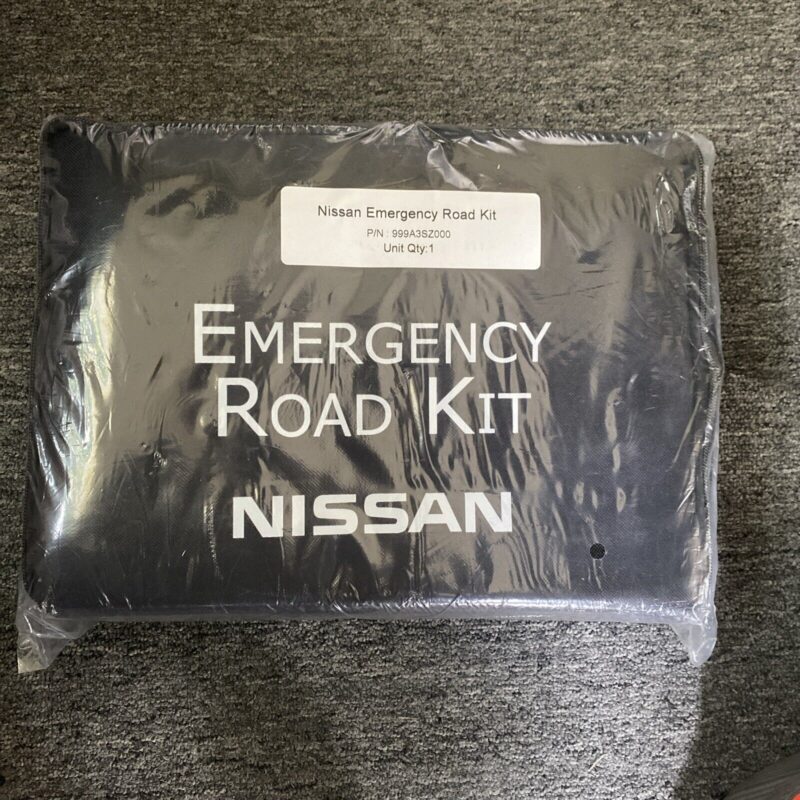 Nissan Emergency Road Kit
P/N : 999A3SZ000
Unit Qty:1
EMERGENCY
ROAD KIT
NISSAN